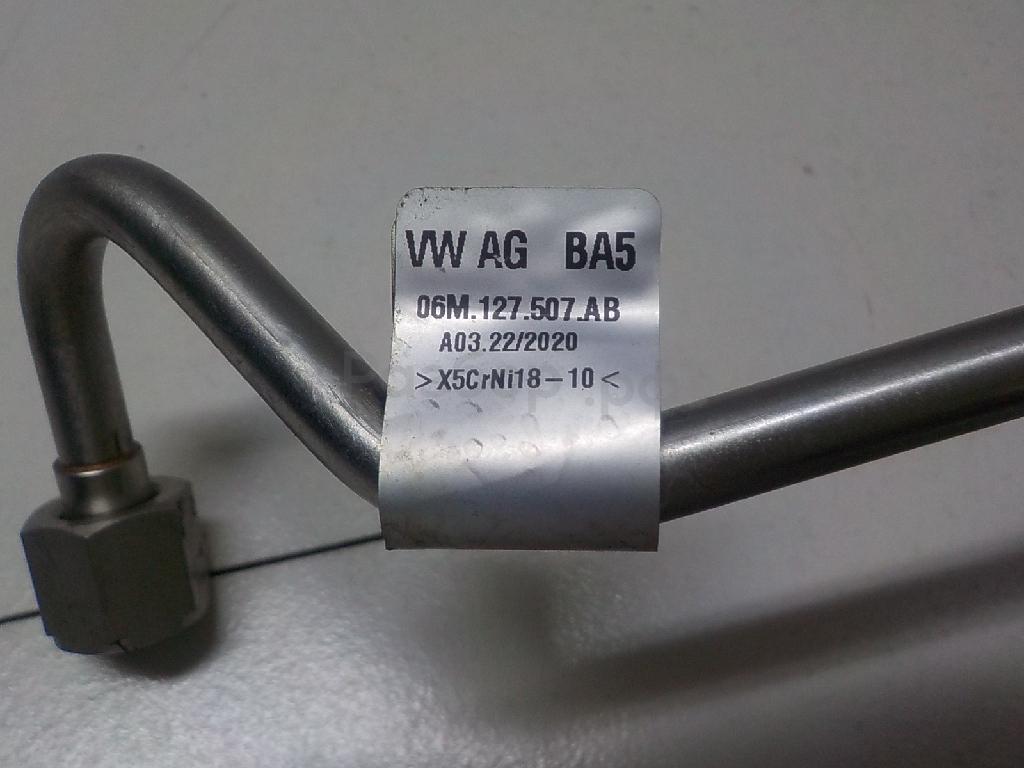 VW AG BA5
06M.127.507.AB
A03.22/2020
>X5CrNi18-10<